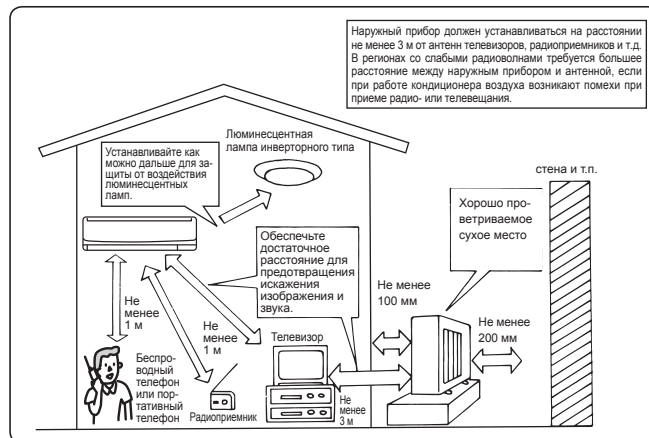 Наружный прибор должен устанавливаться на расстоянии
не менее 3 м от антенн телевизоров, радиоприемников и т.д.
В регионах со слабыми радиоволнами требуется большее
расстояние между наружным прибором и антенной, если
при работе кондиционера воздуха возникают помехи при
приеме радио- или телевещания.
Люминесцентная
лампа инверторного типа
Устанавливайте как
можно дальше для за-
щиты от воздействия
люминесцентных
ламп.
стена и т.п.
Хорошо про-
ветриваемое
сухое место
Обеспечьте
достаточное
расстояние для
предотвращения
искажения
изображения и
звука.
Не менее
100 мм
Не
менее
1 м
Не
менее
1 м
Телевизор
Не менее
200 мм
Беспро-
водный
телефон
или пор-
тативный
телефон
Радиоприемник
Не
менее
3 м